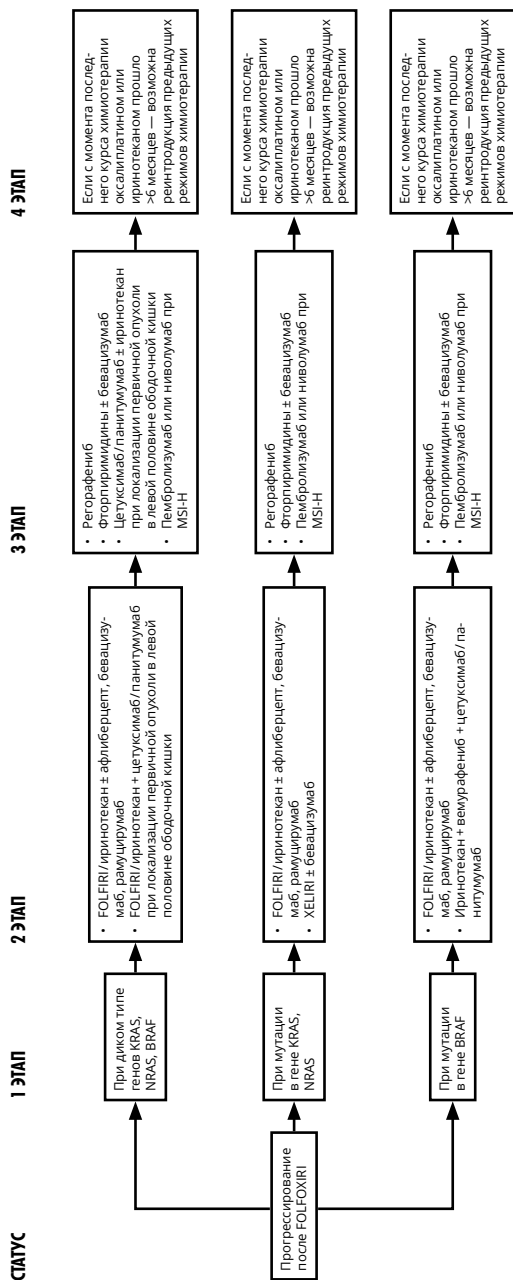 СТАТУС
1 ЭТАП
2 ЭТАП
3 ЭТАП
4 ЭТАП
Прогрессирование
после FOLFOXIRI
При диком типе
генов KRAS,
NRAS, BRAF
• FOLFIRI/иринотекан ± афлиберцепт, бевацизу-
маб, рамуцирумаб
• FOLFIRI/иринотекан + цетуксимаб/панитумумаб
при локализации первичной опухоли в левой
половине ободочной кишки
• Регорафениб
• Фторпиримидины ± бевацизумаб
• Цетуксимаб/панитумумаб ± иринотекан
при локализации первичной опухоли
в левой половине ободочной кишки
• Пембролизумаб или ниволумаб при
MSI-H
Если с момента послед-
него курса химиотерапии
оксалиплатином или
иринотеканом прошло
>6 месяцев — возможна
реинтродукция предыдущих
режимов химиотерапии
При мутации
в гене KRAS,
NRAS
• FOLFIRI/иринотекан ± афлиберцепт, бевацизу-
маб, рамуцирумаб
• XELIRI ± бевацизумаб
• Регорафениб
• Фторпиримидины ± бевацизумаб
• Пембролизумаб или ниволумаб при
MSI-H
Если с момента послед-
него курса химиотерапии
оксалиплатином или
иринотеканом прошло
>6 месяцев — возможна
реинтродукция предыдущих
режимов химиотерапии
При мутации
в гене BRAF
• FOLFIRI/иринотекан ± афлиберцепт, бевацизу-
маб, рамуцирумаб
• Иринотекан + вемурафениб + цетуксимаб/па-
нитумумаб
• Регорафениб
• Фторпиримидины ± бевацизумаб
• Пембролизумаб или ниволумаб при
MSI-H
Если с момента послед-
него курса химиотерапии
оксалиплатином или
иринотеканом прошло
>6 месяцев — возможна
реинтродукция предыдущих
режимов химиотерапии